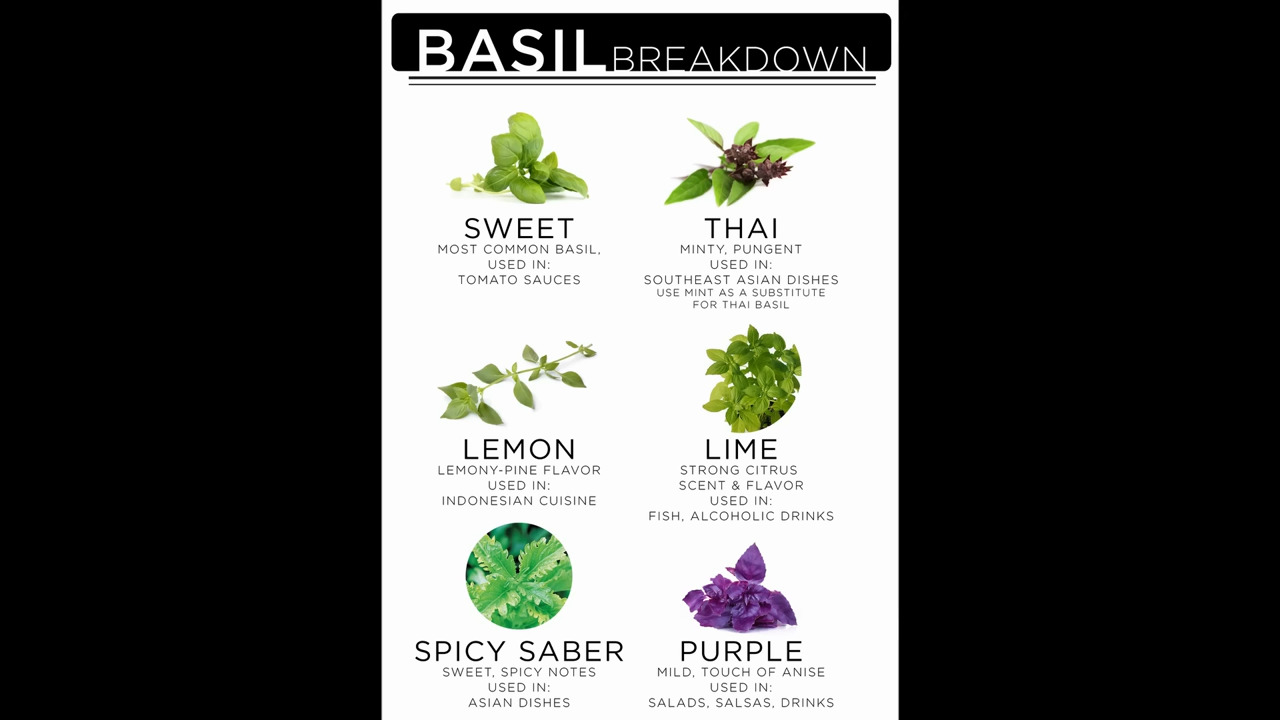 BASIL BREAKDOWN
SWEET
MOST COMMON BASIL,
USED IN:
TOMATO SAUCES
THAI
MINTY, PUNGENT
USED IN:
SOUTHEAST ASIAN DISHES
USE MINT AS A SUBSTITUTE
FOR THAI BASIL
LEMON
LEMONY-PINE FLAVOR
USED IN:
INDONESIAN CUISINE
LIME
STRONG CITRUS
SCENT & FLAVOR
USED IN:
FISH, ALCOHOLIC DRINKS
SPICY SABER
SWEET, SPICY NOTES
USED IN:
ASIAN DISHES
PURPLE
MILD, TOUCH OF ANISE
USED IN:
SALADS, SALSAS, DRINKS